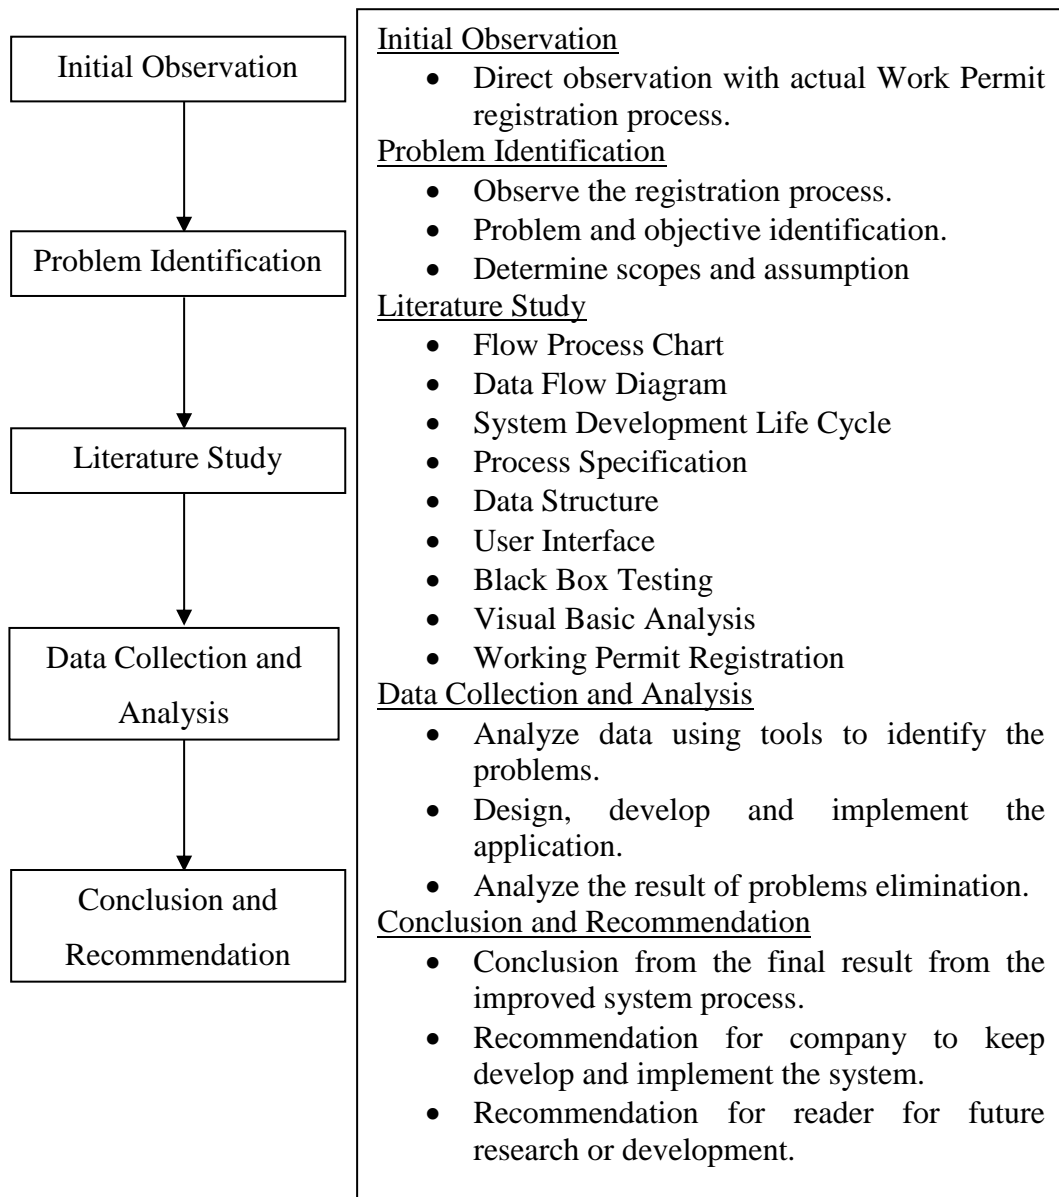 Initial Observation
Problem Identification
Literature Study
Data Collection and
Analysis
Conclusion and
Recommendation
Initial Observation
• Direct observation with actual Work Permit
registration process.
Problem Identification
• Observe the registration process.
• Problem and objective identification.
• Determine scopes and assumption
Literature Study
• Flow Process Chart
• Data Flow Diagram
• System Development Life Cycle
• Process Specification
• Data Structure
• User Interface
• Black Box Testing
• Visual Basic Analysis
• Working Permit Registration
Data Collection and Analysis
• Analyze data using tools to identify the
problems.
• Design, develop and implement the
application.
• Analyze the result of problems elimination.
Conclusion and Recommendation
• Conclusion from the final result from the
improved system process.
• Recommendation for company to keep
develop and implement the system.
• Recommendation for reader for future
research or development.